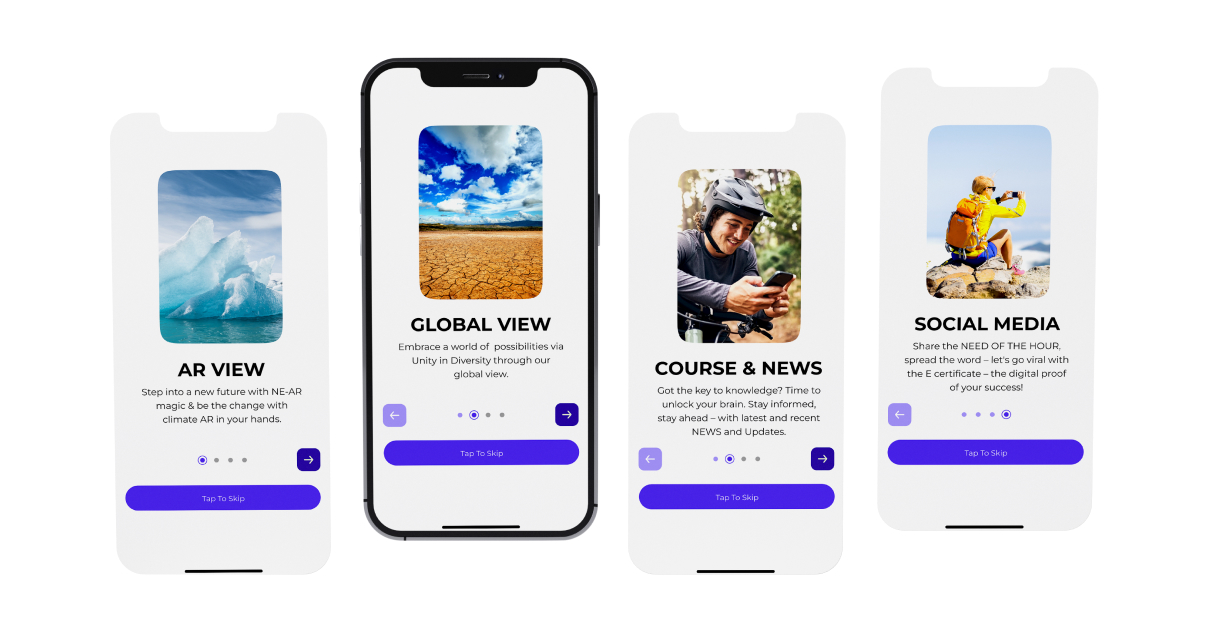 AR VIEW
Step into a new future with NE-AR
magic & be the change with
climate AR in your hands.
Tap To Skip
GLOBAL VIEW
Embrace a world of possibilities via
Unity in Diversity through our
global view.
Tap To Skip
COURSE & NEWS
Got the key to knowledge? Time to
unlock your brain. Stay informed,
stay ahead – with latest and recent
NEWS and Updates.
Tap To Skip
SOCIAL MEDIA
Share the NEED OF THE HOUR,
spread the word – let's go viral with
the E certificate – the digital proof
of your success!
Tap To Skip